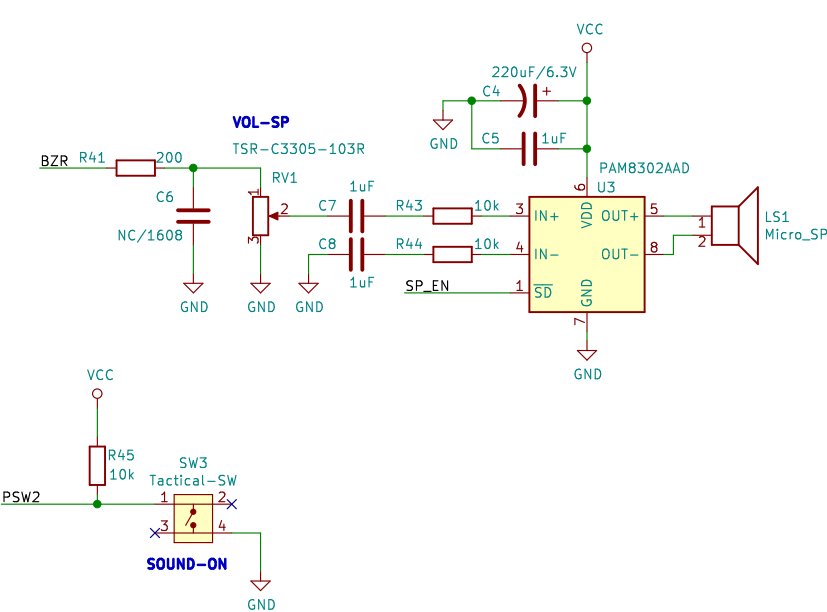 VCC
220uF/6.3V
C4
+
GND
C5
1uF
VOL-SP
TSR-C3305-103R
BZR
R41
200
RV1
1
2
3
C6
NC/1608
GND
GND
GND
1uF
C7
R43
10k
C8
R44
10k
1uF
SP_EN
PAM8302AAD
U3
6
VDD
3
IN+
OUT+
5
4
IN-
OUT-
8
1
SD
GND
7
GND
1
2
LS1
Micro_SP
VCC
R45
10k
PSW2
SW3
Tactical-SW
1
2
3
4
SOUND-ON
GND